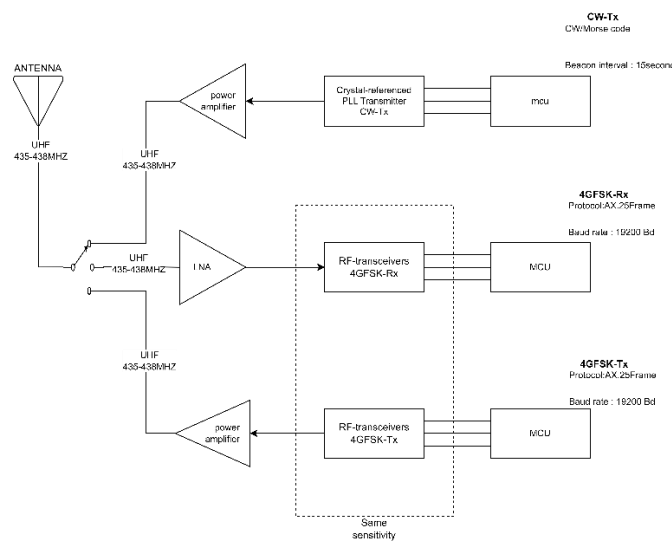 CW-Tx
CW/Morse code
Beacon interval : 15second
ANTENNA
power
amplifier
Crystal-referenced
PLL Transmitter
CW-Tx
mcu
UHF
435-438MHZ
UHF
435-438MHZ
4GFSK-Rx
Protocol:AX.25Frame
Baud rate : 19200 Bd
UHF
435-438MHZ
LNA
RF-transceivers
4GFSK-Rx
MCU
UHF
435-438MHZ
4GFSK-Tx
Protocol:AX.25Frame
Baud rate : 19200 Bd
power
amplifier
RF-transceivers
4GFSK-Tx
MCU
Same
sensitivity